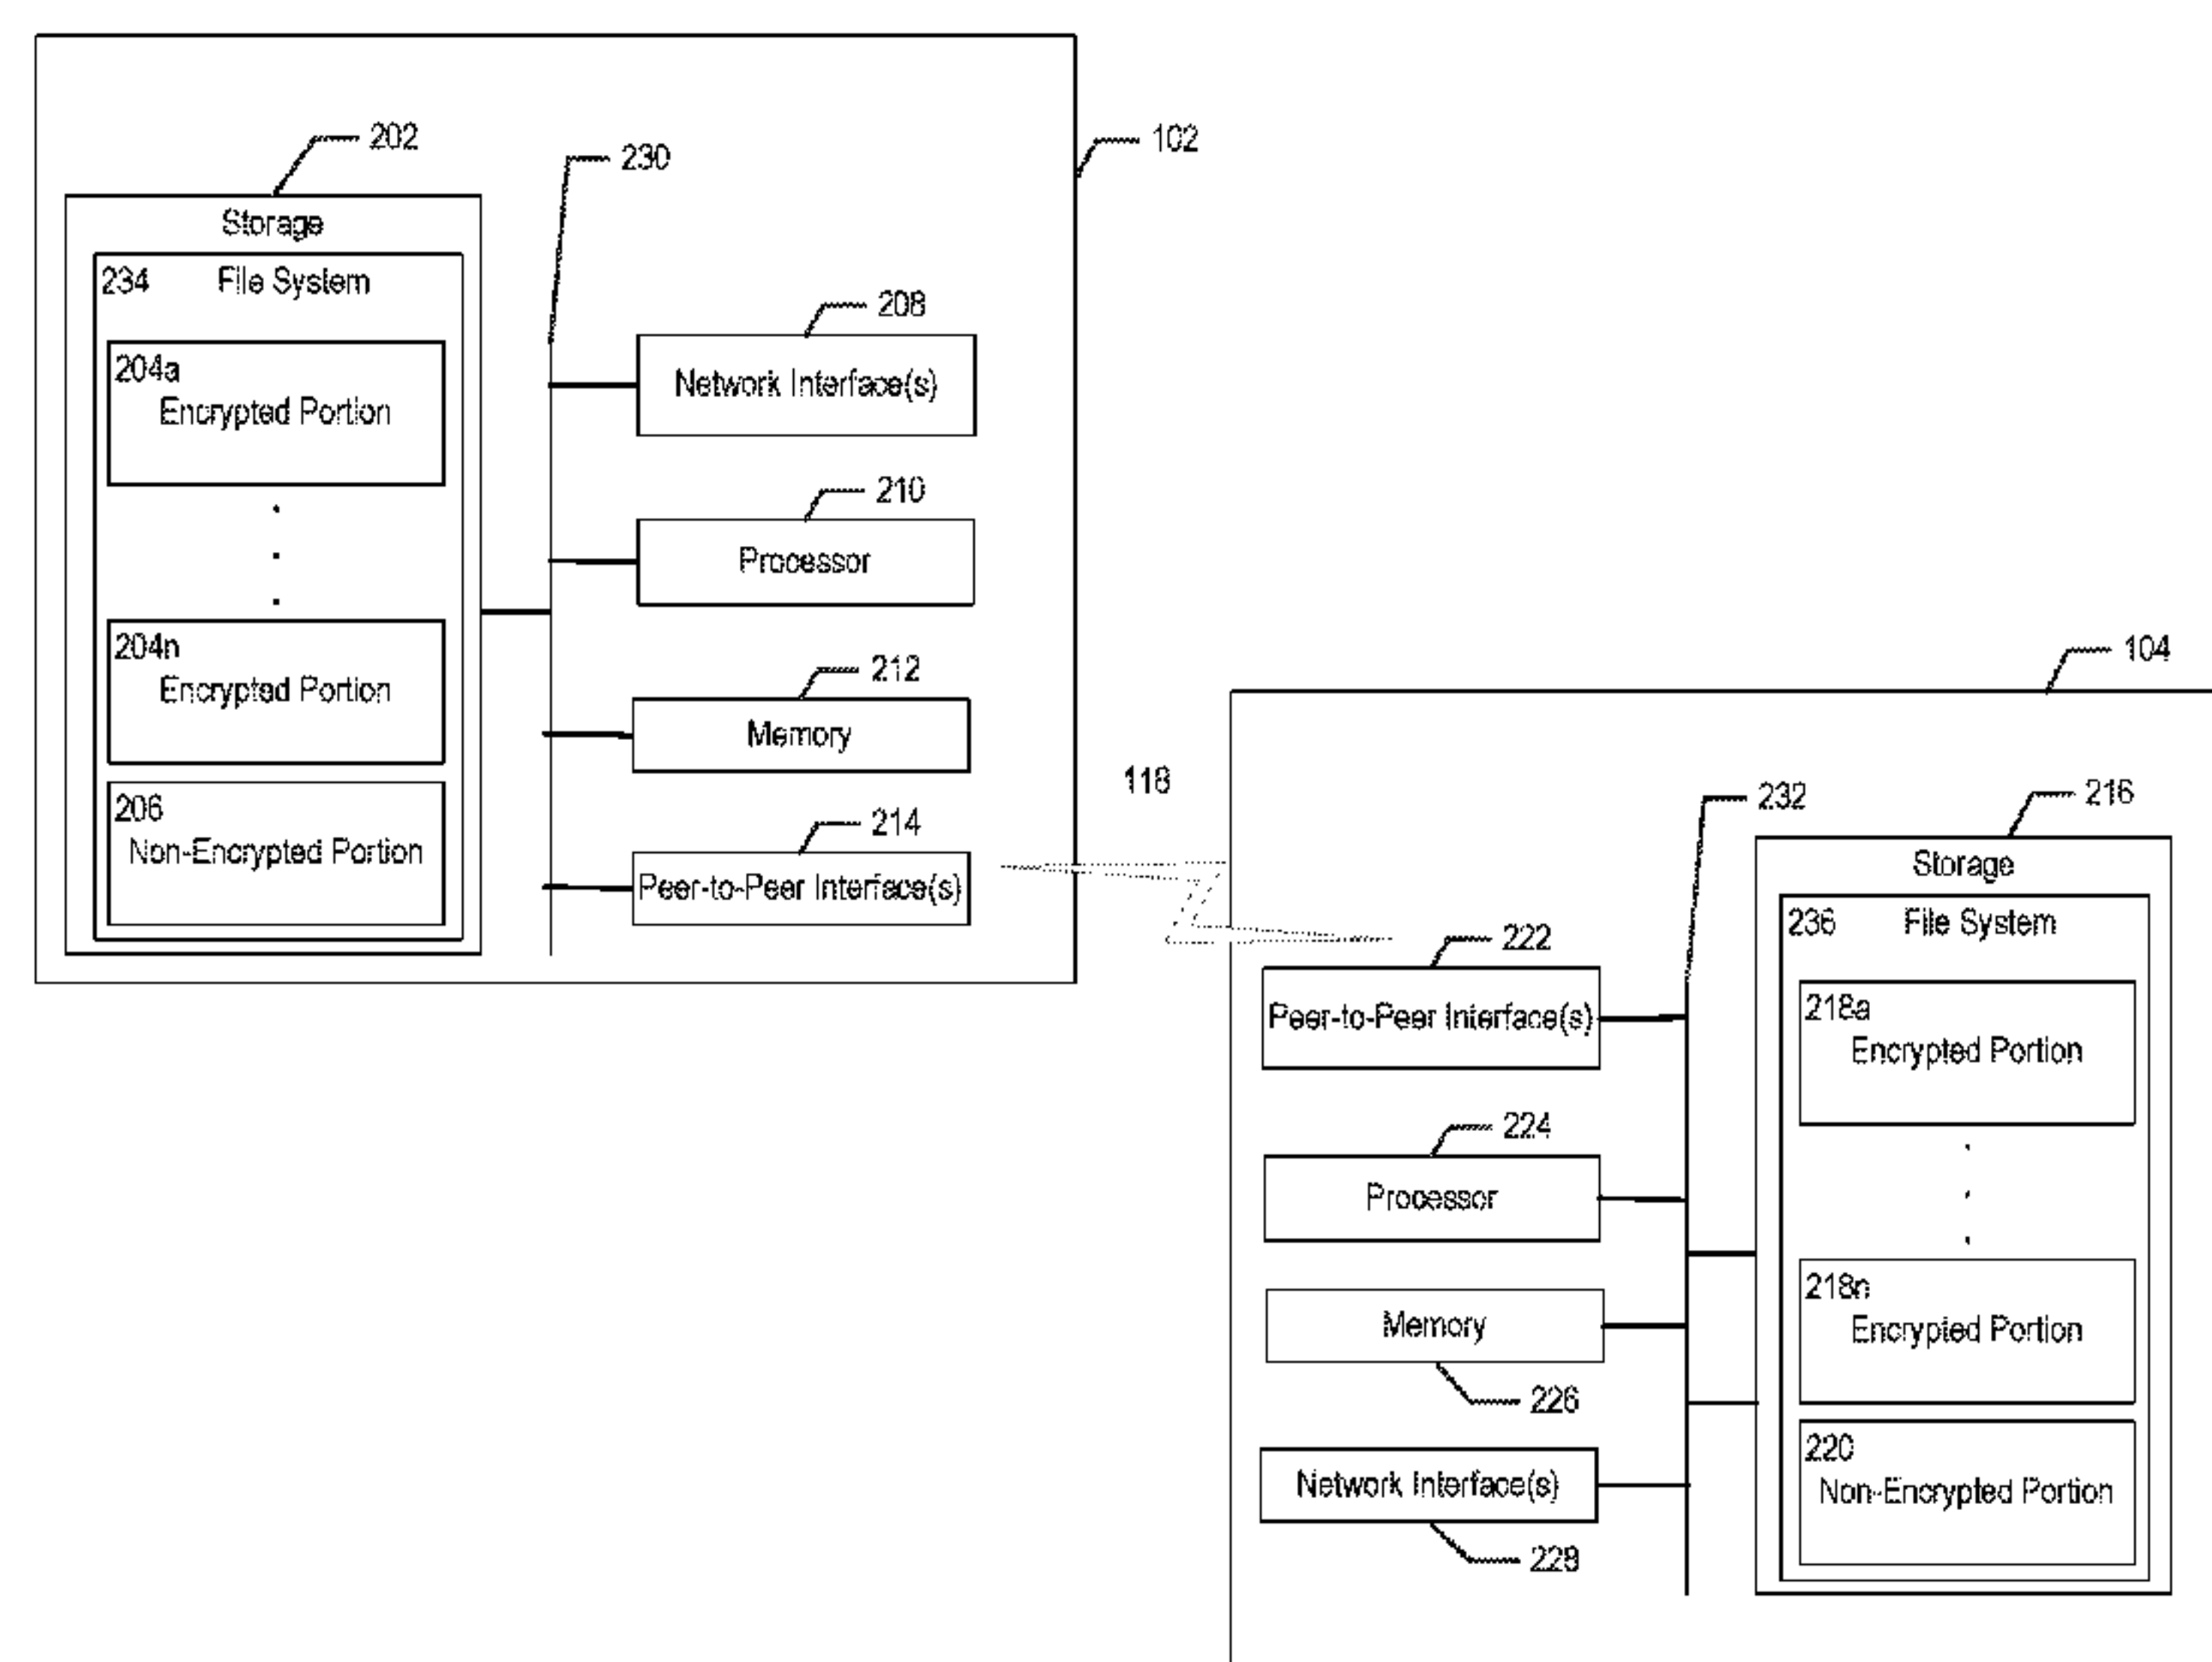 202
102
230
Storage
234 File System
208
204a
Network Interface(s)
Encrypted Portion
210
Processor
204n
Encrypted Portion
212
Memory
206
Non-Encrypted Portion
214
Peer-to-Peer Interface(s)
118
104
232
216
Storage
236 File System
222
Peer-to-Peer Interface(s)
218a
Encrypted Portion
224
Processor
218n
Encrypted Portion
Memory
226
220
Non-Encrypted Portion
Network Interface(s)
228